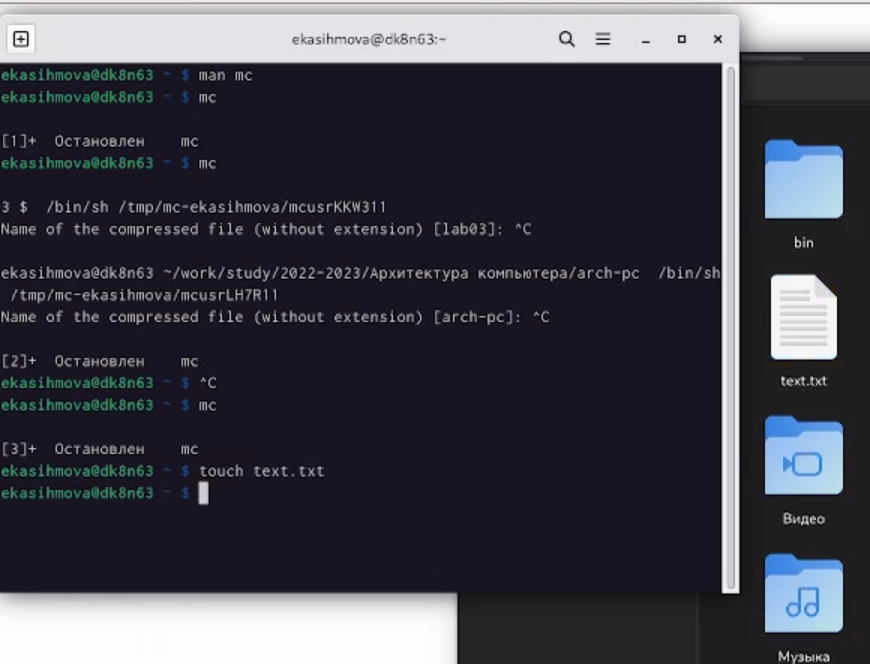 ekasihmova@dk8n63:~
ekasihmova@dk8n63 ~ $ man mc
ekasihmova@dk8n63 ~ $ mc
[1]+  Остановлен    mc
ekasihmova@dk8n63 ~ $ mc
3 $  /bin/sh /tmp/mc-ekasihmova/mcusrKKW311
Name of the compressed file (without extension) [lab03]: ^C
ekasihmova@dk8n63 ~/work/study/2022-2023/Архитектура компьютера/arch-pc  /bin/sh
/tmp/mc-ekasihmova/mcusrLH7R11
Name of the compressed file (without extension) [arch-pc]: ^C
[2]+  Остановлен    mc
ekasihmova@dk8n63 ~ $ ^C
ekasihmova@dk8n63 ~ $ mc
[3]+  Остановлен    mc
ekasihmova@dk8n63 ~ $ touch text.txt
ekasihmova@dk8n63 ~ $
bin
text.txt
Видео
Музыка